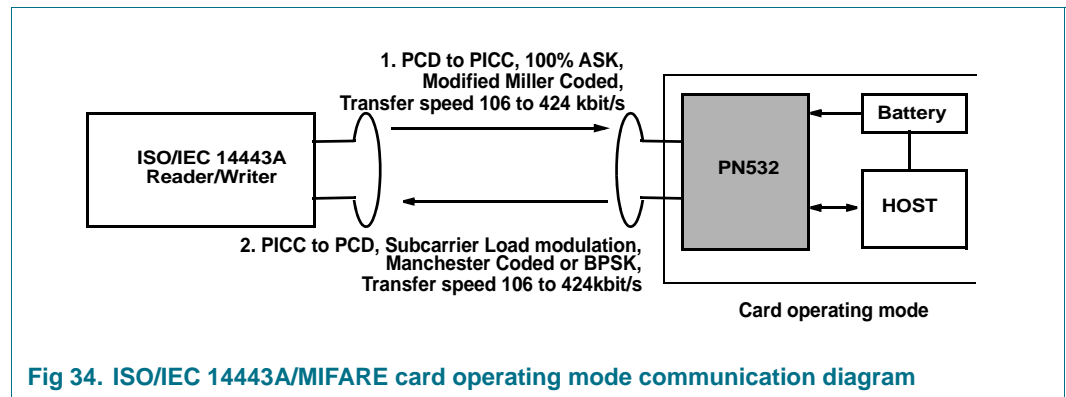 1. PCD to PICC, 100% ASK,
Modified Miller Coded,
Transfer speed 106 to 424 kbit/s
ISO/IEC 14443A
Reader/Writer
PN532
Battery
HOST
2. PICC to PCD, Subcarrier Load modulation,
Manchester Coded or BPSK,
Transfer speed 106 to 424kbit/s
Card operating mode
Fig 34. ISO/IEC 14443A/MIFARE card operating mode communication diagram